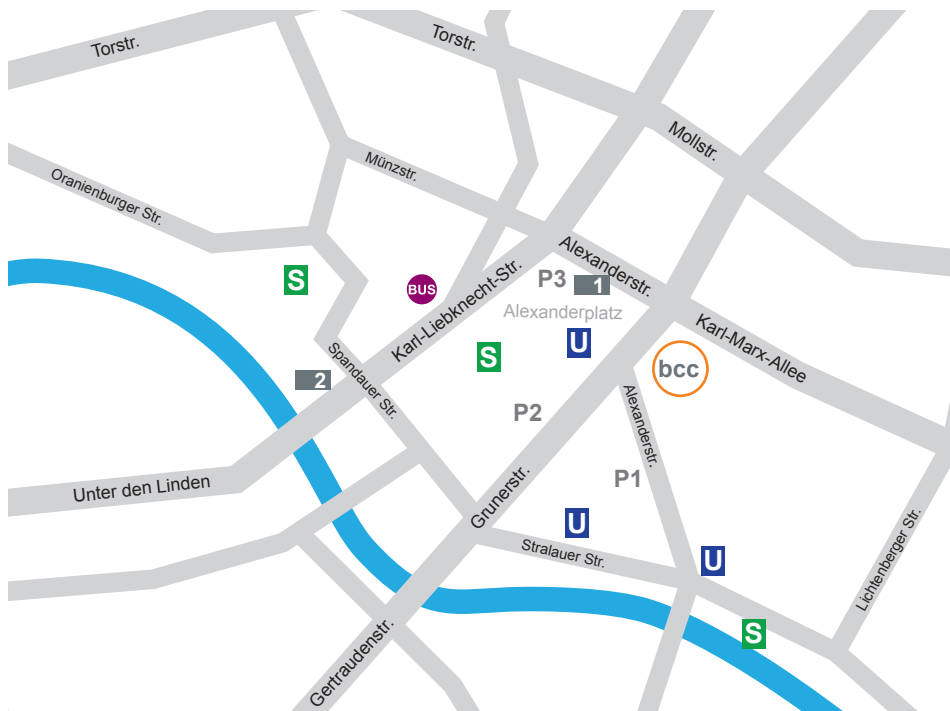 Torstr.
Torstr.
Mollstr.
Münzstr.
Oranienburger Str.
Alexanderstr.
Karl-Liebknecht-Str.
S
BUS
P3
1
Alexanderplatz
Karl-Marx-Allee
U
S
bcc
Spandauer Str.
2
Alexanderstr.
P2
P1
Unter den Linden
Grunerstr.
U
Stralauer Str.
U
Lichtenberger Str.
S
Gertraudenstr.